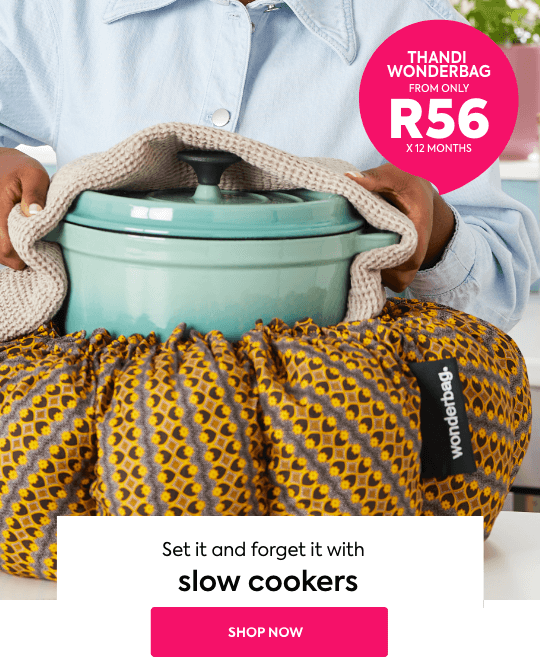 THANDI
WONDERBAG
FROM ONLY
R56
X 12 MONTHS
wonderbag.
Set it and forget it with
slow cookers
SHOP NOW